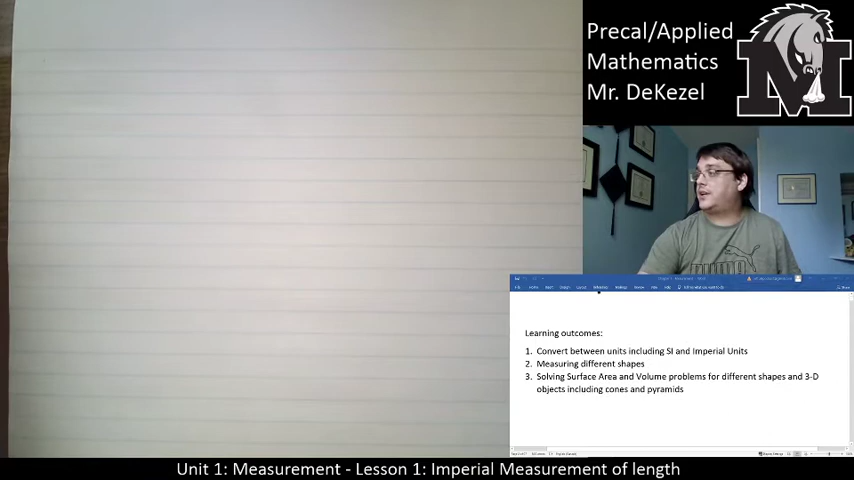 Precal/Applied
Mathematics
Mr. DeKezel
M
Learning outcomes:
1. Convert between units including SI and Imperial Units
2. Measuring different shapes
3. Solving Surface Area and Volume problems for different shapes and 3-D
objects including cones and pyramids
Unit 1: Measurement - Lesson 1: Imperial Measurement of length